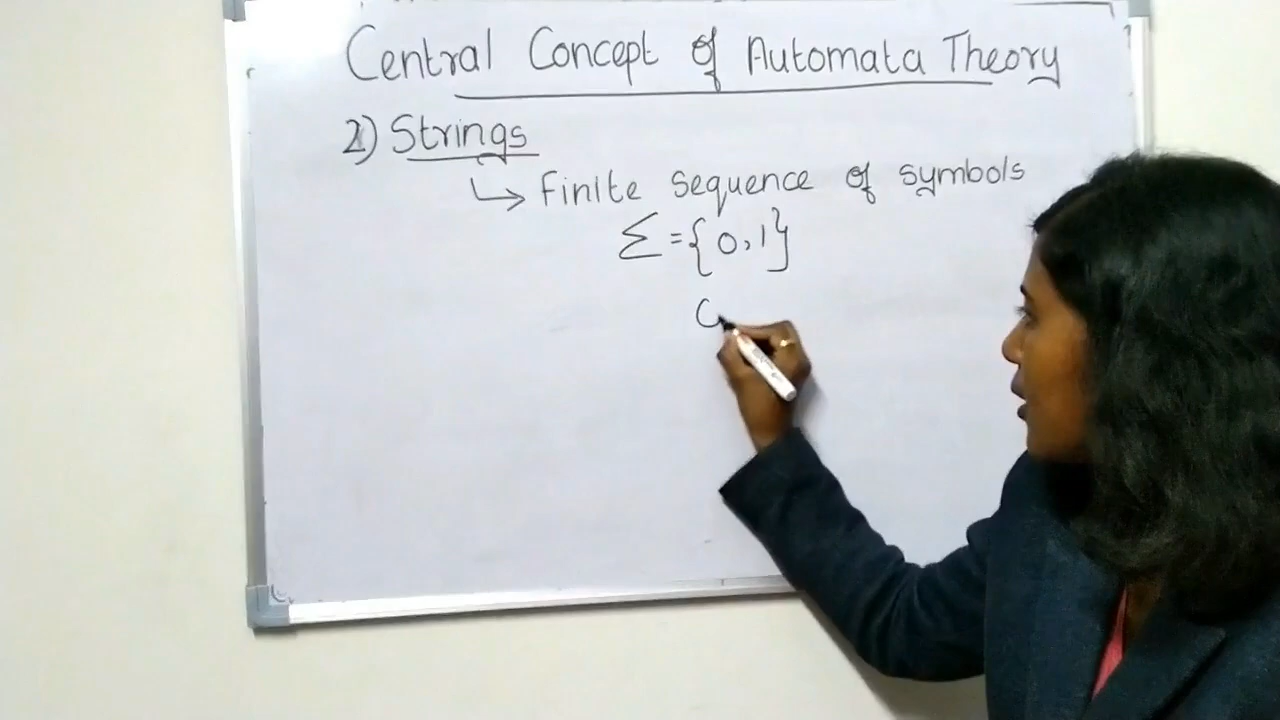 Central Concept of Automata Theory
2) Strings
↳ Finite sequence of symbols
Σ = {0,1}